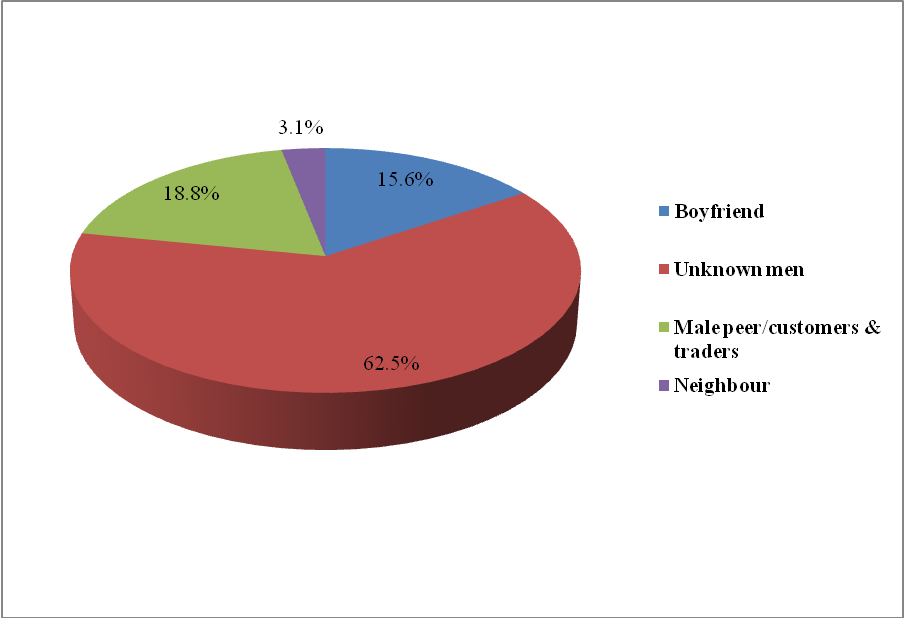 3.1%
15.6%
18.8%
62.5%
Boyfriend
Unknown men
Male peer/customers &
traders
Neighbour